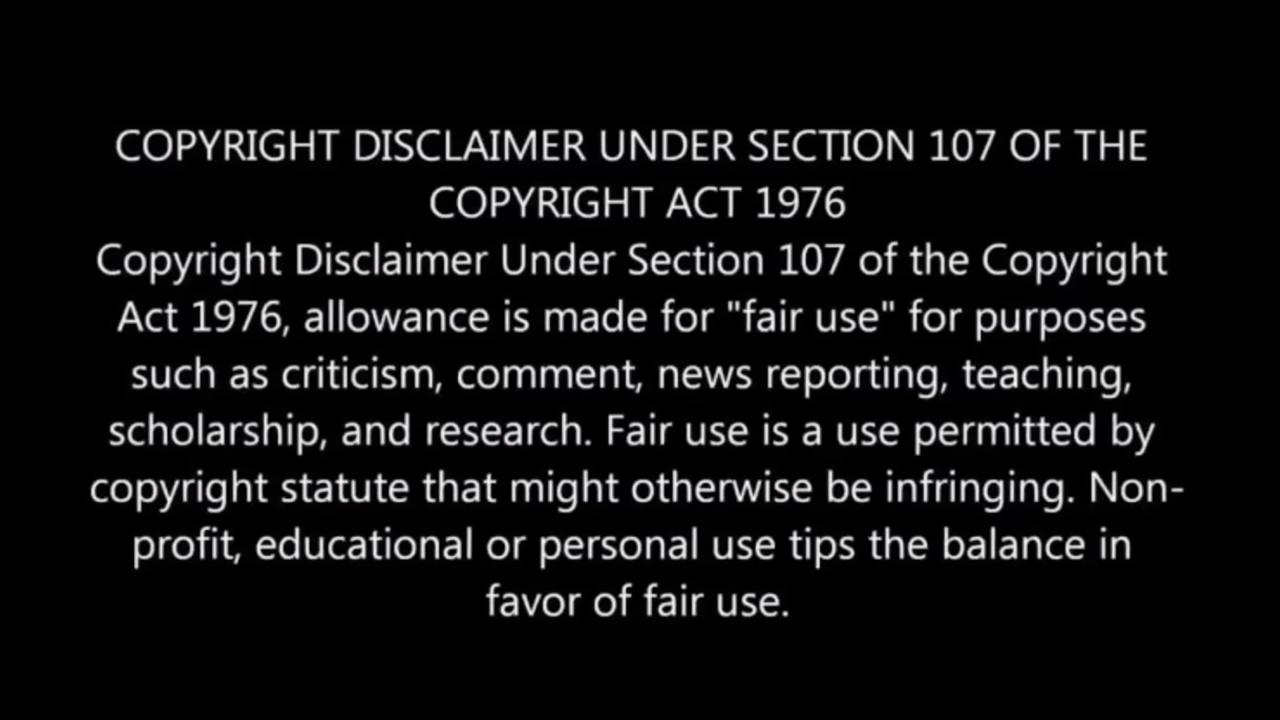 COPYRIGHT DISCLAIMER UNDER SECTION 107 OF THE
COPYRIGHT ACT 1976
Copyright Disclaimer Under Section 107 of the Copyright
Act 1976, allowance is made for "fair use" for purposes
such as criticism, comment, news reporting, teaching,
scholarship, and research. Fair use is a use permitted by
copyright statute that might otherwise be infringing. Non-
profit, educational or personal use tips the balance in
favor of fair use.